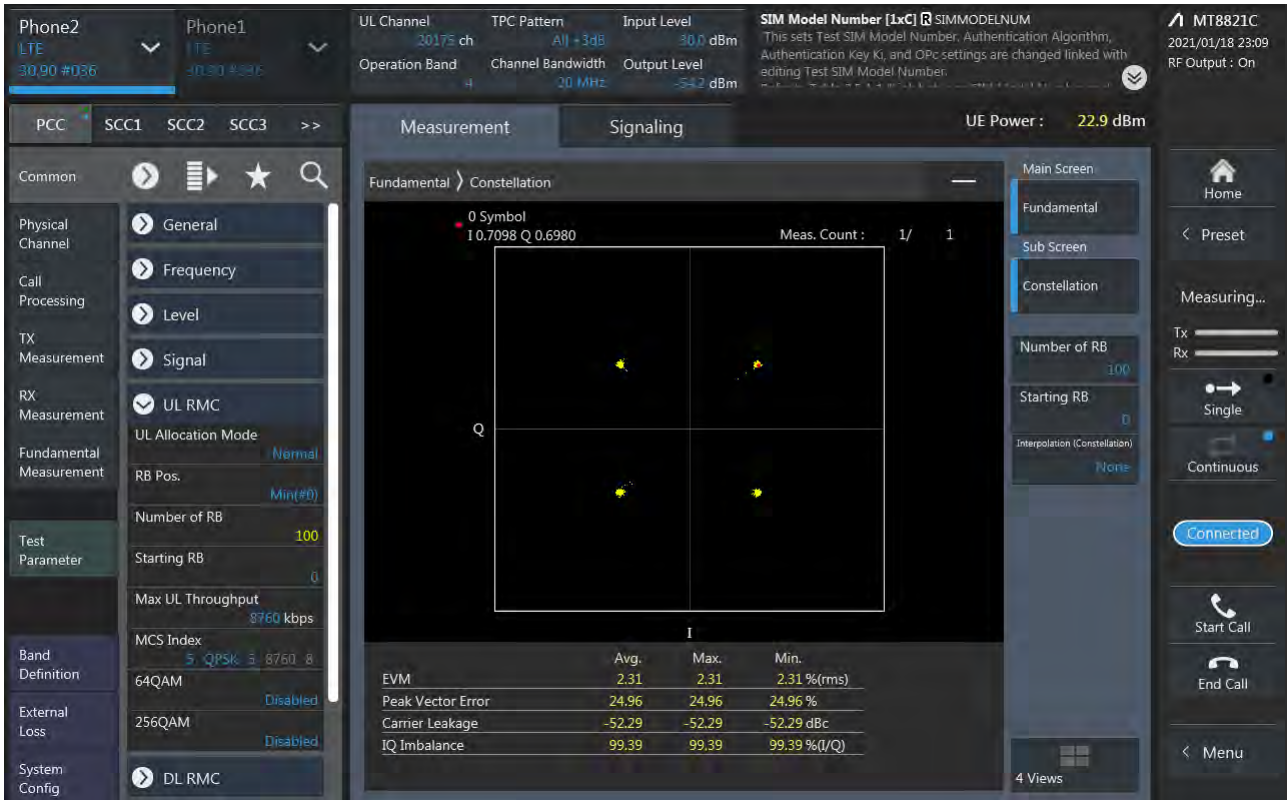 Phone2
LTE
30.90 #036
Phone1
LTE
UL Channel
20175 ch
Operation Band
4
TPC Pattern
All +3dB
Channel Bandwidth
20 MHz
Input Level
30.0 dBm
Output Level
-54.2 dBm
SIM Model Number [1xC] R SIMMODELNUM
This sets Test SIM Model Number. Authentication Algorithm,
Authentication Key Ki, and OPc settings are changed linked with
editing Test SIM Model Number.
MT8821C
2021/01/18 23:09
RF Output : On
PCC SCC1 SCC2 SCC3 >>
Measurement
Signaling
UE Power : 22.9 dBm
Common
Physical
Channel
Call
Processing
TX
Measurement
RX
Measurement
Fundamental
Measurement
Test
Parameter
Band
Definition
External
Loss
System
Config
General
Frequency
Level
Signal
UL RMC
UL Allocation Mode
Normal
RB Pos.
Min(#0)
Number of RB
100
Starting RB
0
Max UL Throughput
8760 kbps
MCS Index
5 QPSK 5 8760 8
64QAM
Disabled
256QAM
Disabled
DL RMC
Fundamental ⟩ Constellation
0 Symbol
I 0.7098 Q 0.6980
Meas. Count : 1/ 1
Q
I
Avg. Max. Min.
EVM 2.31 2.31 2.31 %(rms)
Peak Vector Error 24.96 24.96 24.96 %
Carrier Leakage -52.29 -52.29 -52.29 dBc
IQ Imbalance 99.39 99.39 99.39 %(I/Q)
Main Screen
Fundamental
Sub Screen
Constellation
Number of RB
100
Starting RB
0
Interpolation (Constellation)
None
4 Views
Home
< Preset
Measuring...
Tx
Rx
Single
Continuous
Connected
Start Call
End Call
< Menu